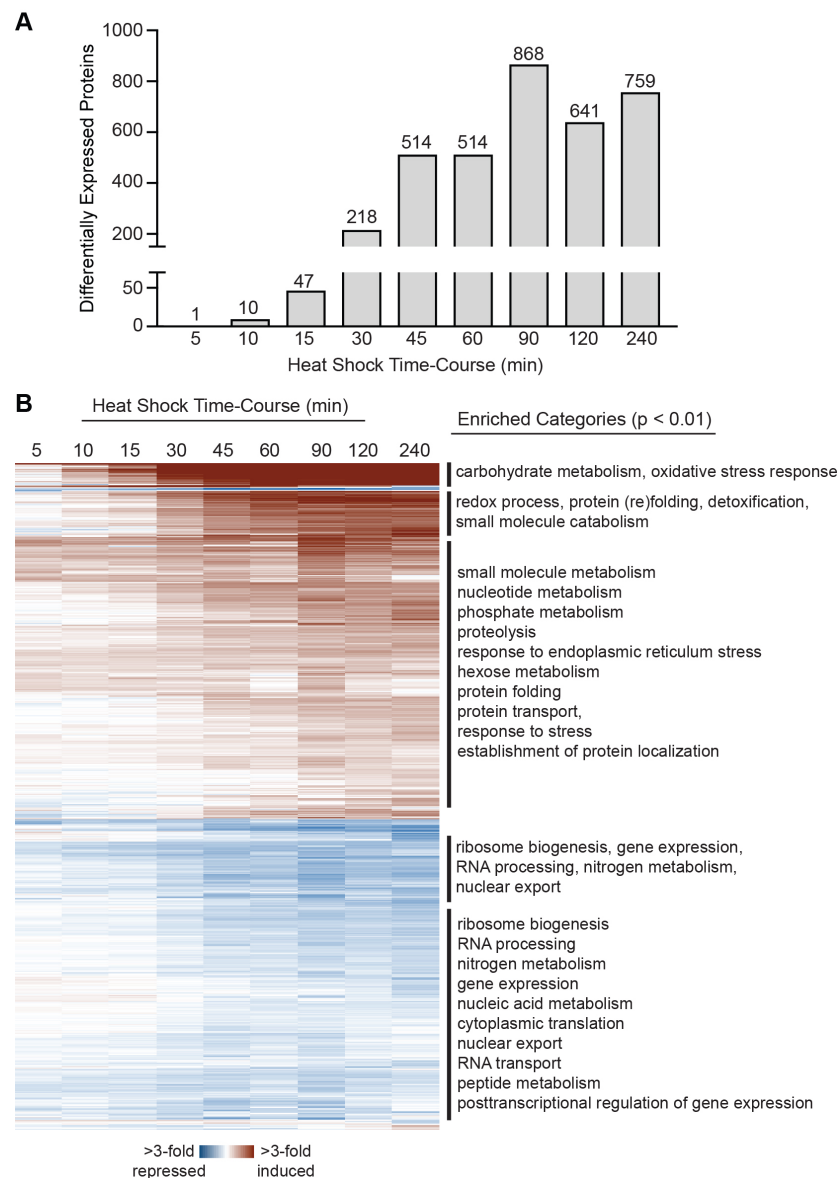 A
Differentially Expressed Proteins
1000
800
600
400
200
50
0
1
10
47
218
514
514
868
641
759
5 10 15 30 45 60 90 120 240
Heat Shock Time-Course (min)
B
Heat Shock Time-Course (min)
5 10 15 30 45 60 90 120 240
Enriched Categories (p < 0.01)
carbohydrate metabolism, oxidative stress response
redox process, protein (re)folding, detoxification,
small molecule catabolism
small molecule metabolism
nucleotide metabolism
phosphate metabolism
proteolysis
response to endoplasmic reticulum stress
hexose metabolism
protein folding
protein transport,
response to stress
establishment of protein localization
ribosome biogenesis, gene expression,
RNA processing, nitrogen metabolism,
nuclear export
ribosome biogenesis
RNA processing
nitrogen metabolism
gene expression
nucleic acid metabolism
cytoplasmic translation
nuclear export
RNA transport
peptide metabolism
posttranscriptional regulation of gene expression
>3-fold
repressed
>3-fold
induced